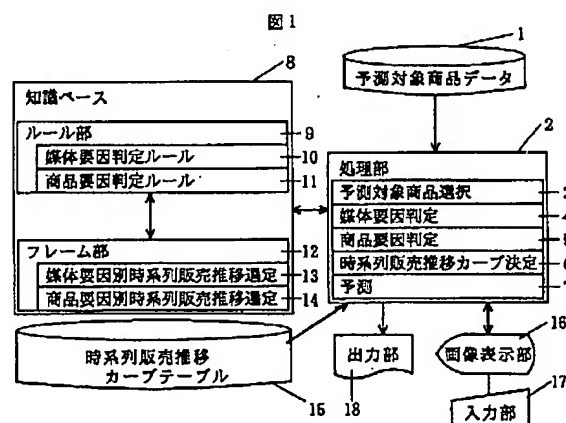 図1
1
予測対象商品データ
8
知識ベース
ルール部
9
媒体要因判定ルール
10
商品要因判定ルール
11
フレーム部
12
媒体要因別時系列販売推移選定
13
商品要因別時系列販売推移選定
14
時系列販売推移
カーブテーブル
15
2
処理部
予測対象商品選択
3
媒体要因判定
4
商品要因判定
5
時系列販売推移カーブ決定
6
予測
7
出力部
18
画像表示部
16
入力部
17